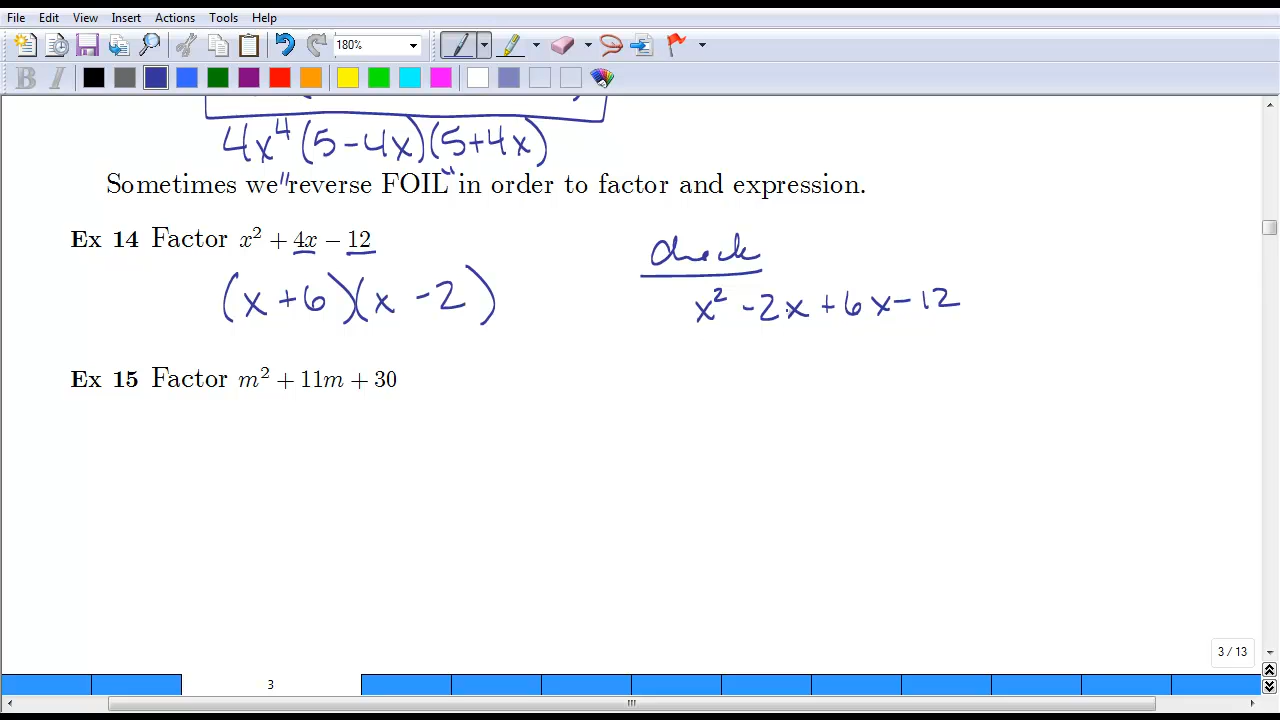 File Edit View Insert Actions Tools Help
180%
B I U
4x⁴(5-4x)(5+4x)
Sometimes we "reverse FOIL" in order to factor and expression.
Ex 14 Factor x² + 4x − 12
check
(x+6)(x-2)
x² -2x +6x-12
Ex 15 Factor m² + 11m + 30
3 / 13
3